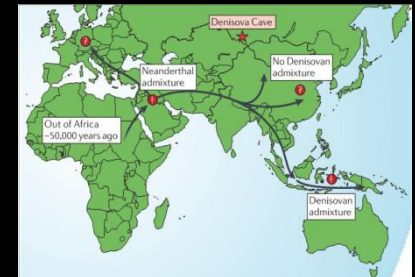 Denisova Cave
Neanderthal
admixture
No Denisovan
admixture
Out of Africa
~50,000 years ago
Denisovan
admixture